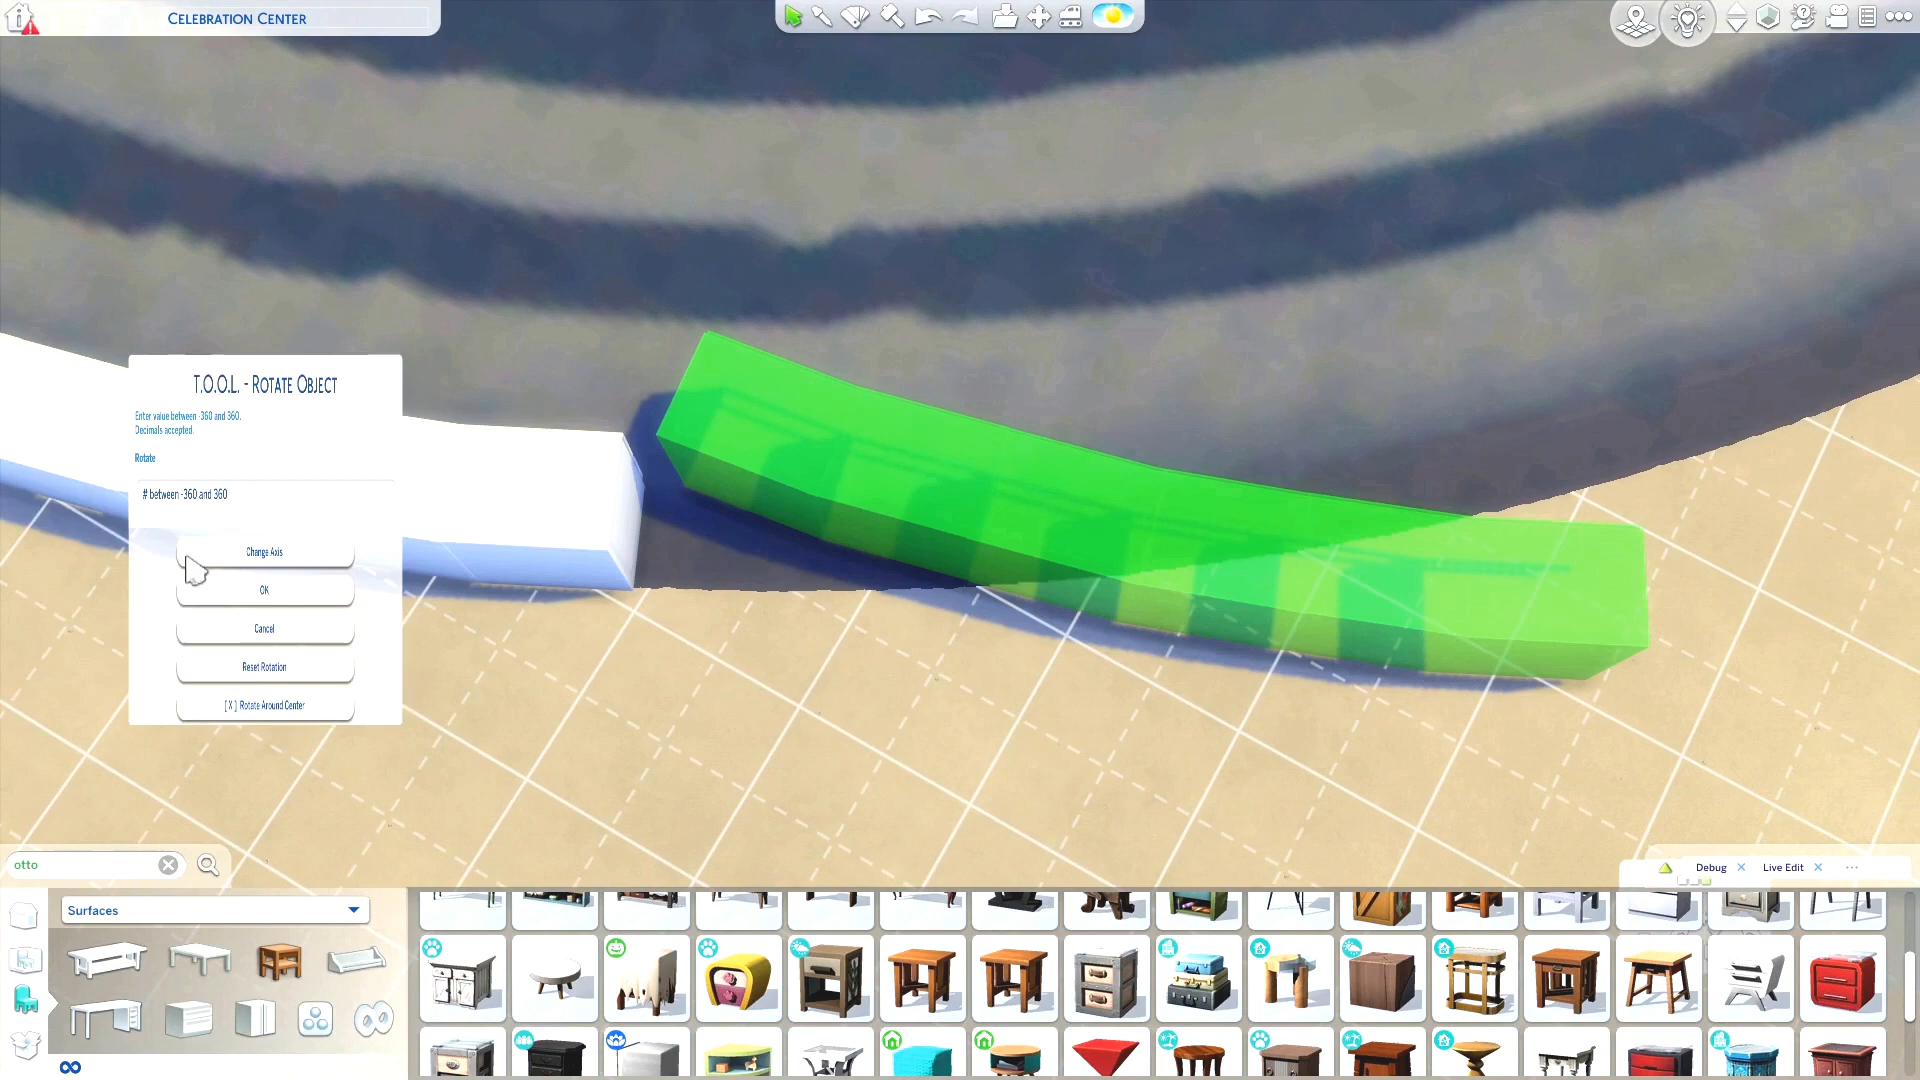 CELEBRATION CENTER
T.O.O.L. - ROTATE OBJECT
Enter value between -360 and 360.
Decimals accepted.
Rotate
# between -360 and 360
Change Axis
OK
Cancel
Reset Rotation
[ X ] Rotate Around Center
otto
Debug
Live Edit
Surfaces